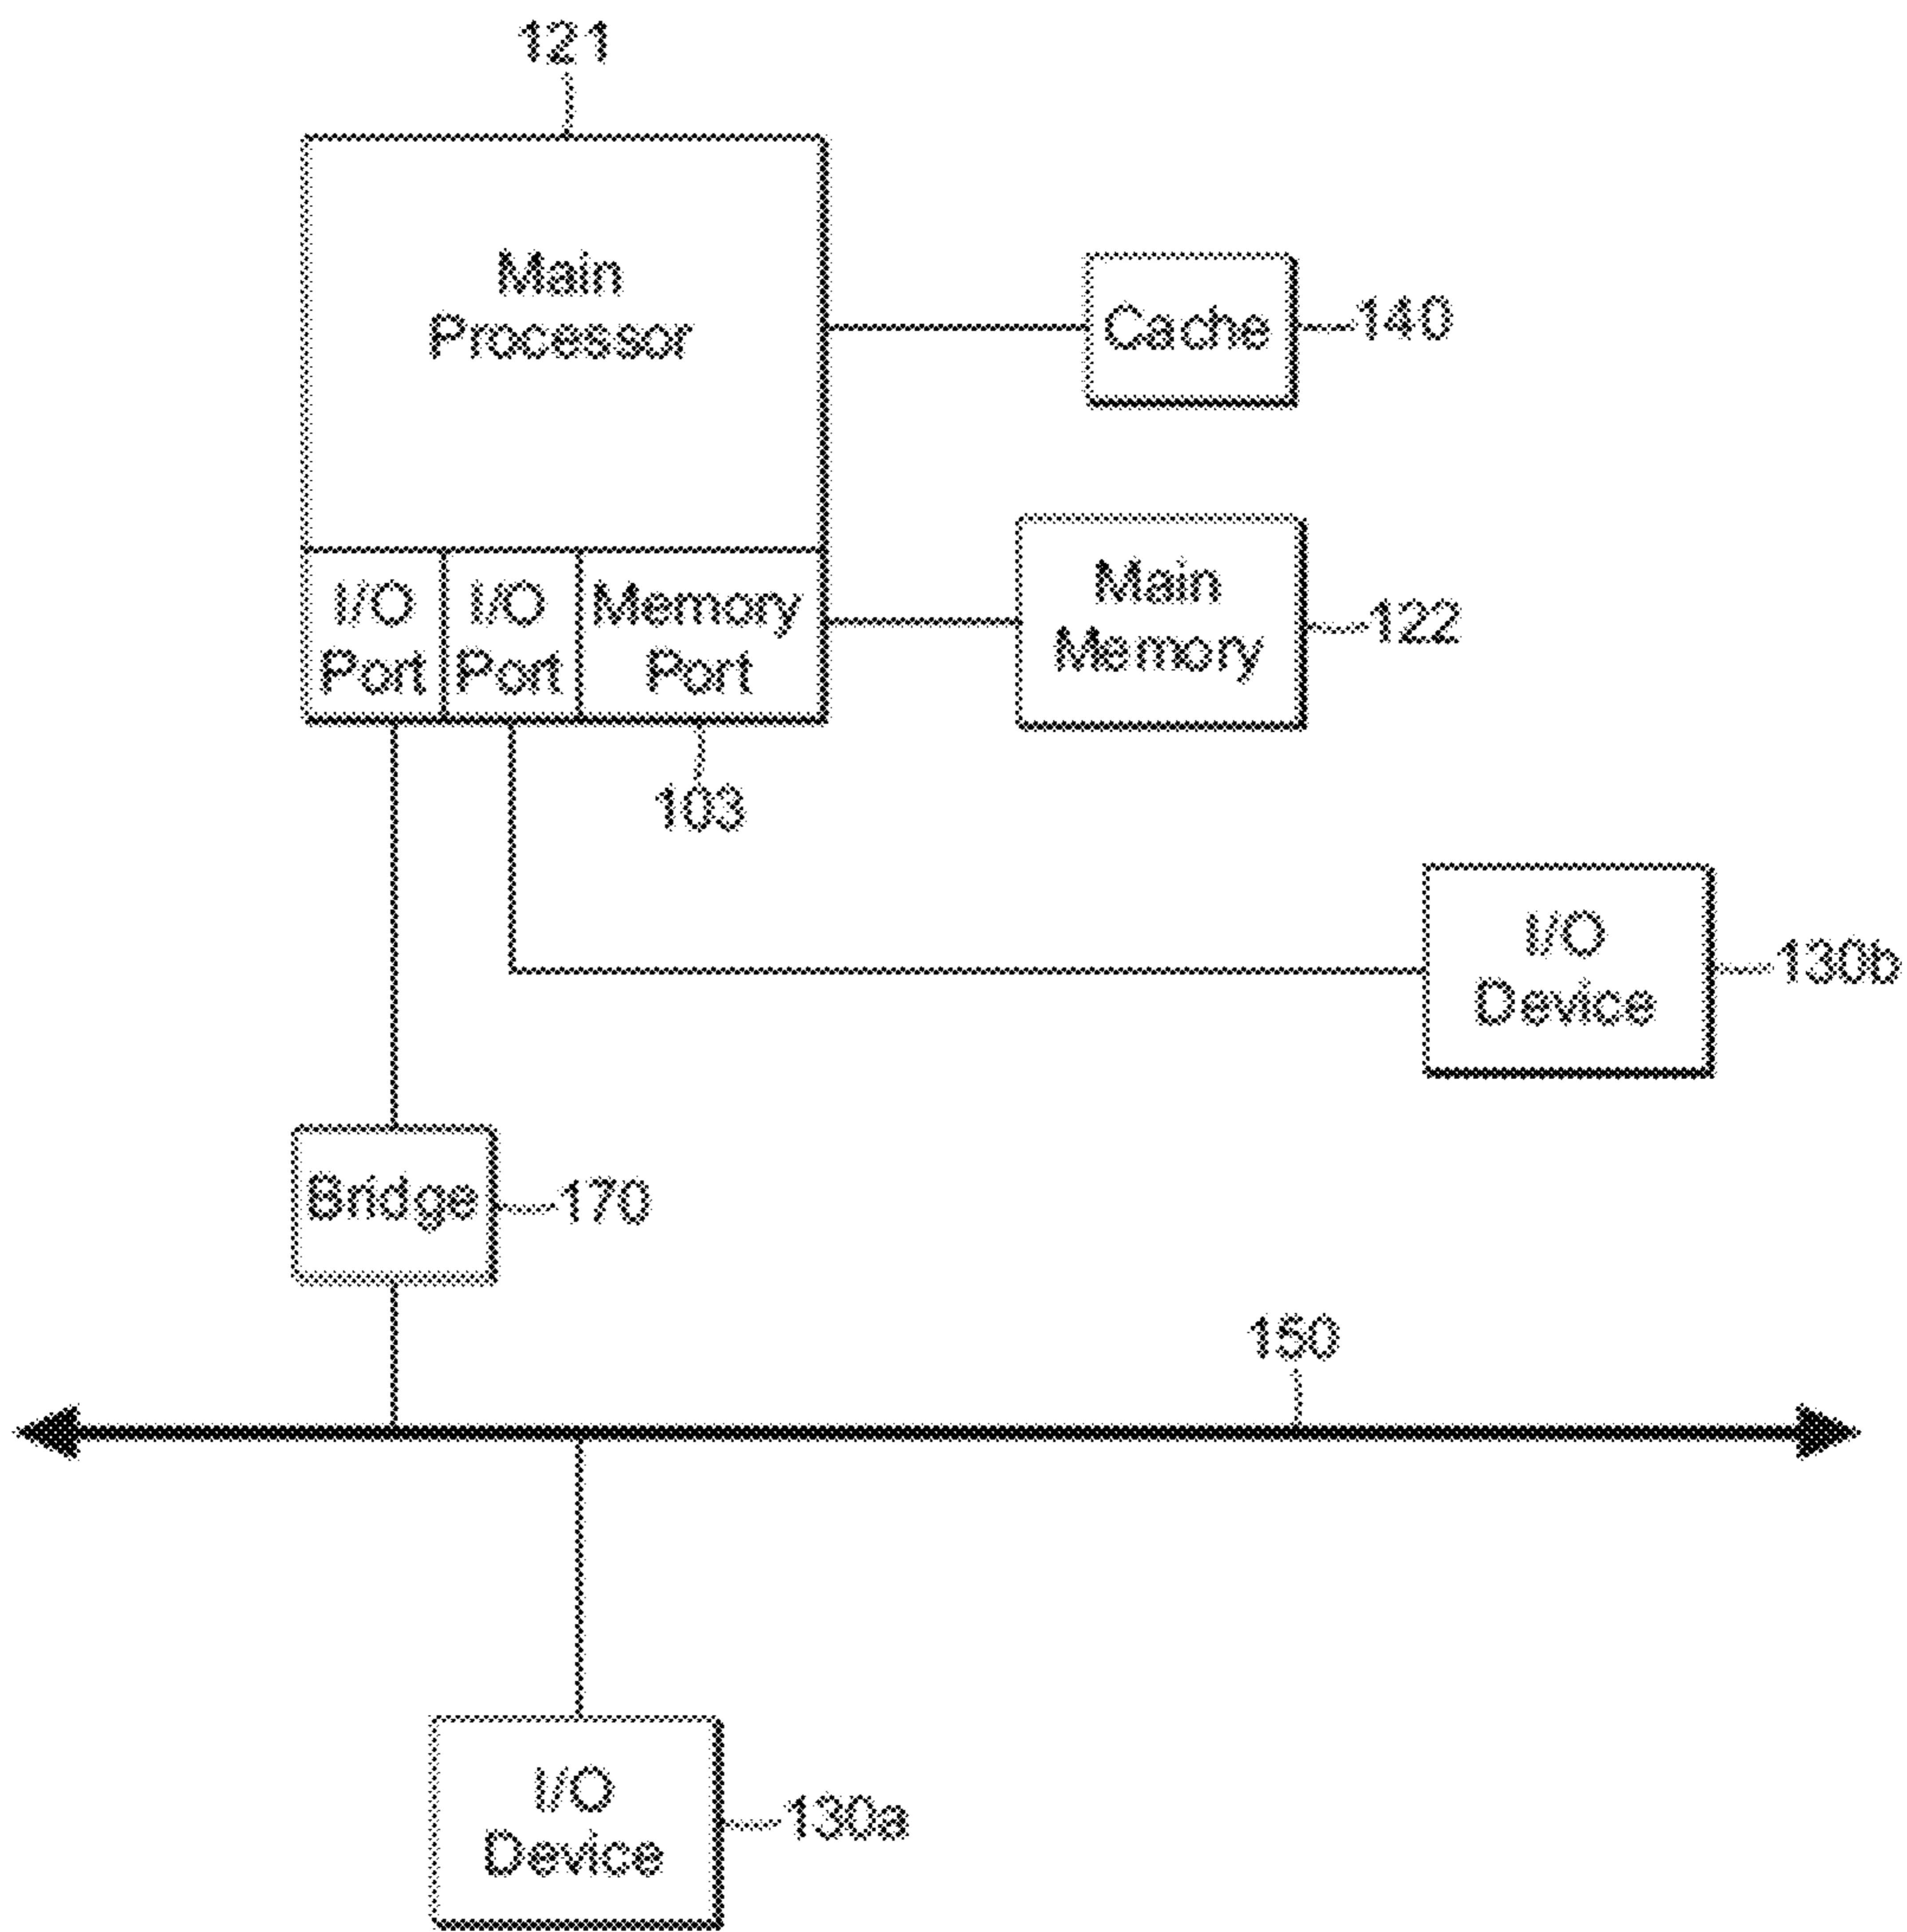 121
Main
Processor
Cache
140
I/O
Port
I/O
Port
Memory
Port
Main
Memory
122
103
I/O
Device
130b
Bridge
170
150
I/O
Device
130a